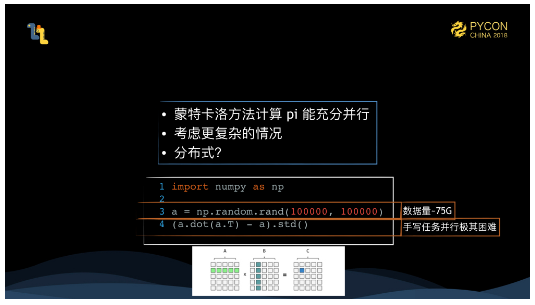 PYCON
CHINA 2018
• 蒙特卡洛方法计算 pi 能充分并行
• 考虑更复杂的情况
• 分布式?
1 import numpy as np
2
3 a = np.random.rand(100000, 100000)
4 (a.dot(a.T) - a).std()
数据量-75G
手写任务并行极其困难
A B C
* =